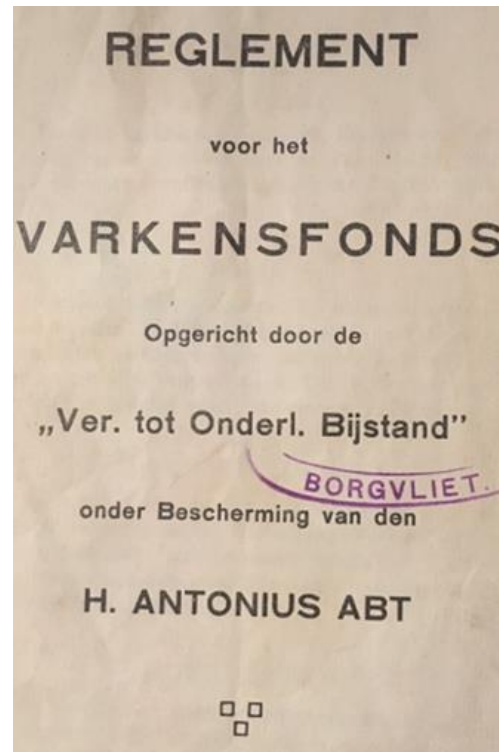 REGLEMENT
voor het
VARKENSFONDS
Opgericht door de
„Ver. tot Onderl. Bijstand”
BORGVLIET.
onder Bescherming van den
H. ANTONIUS ABT